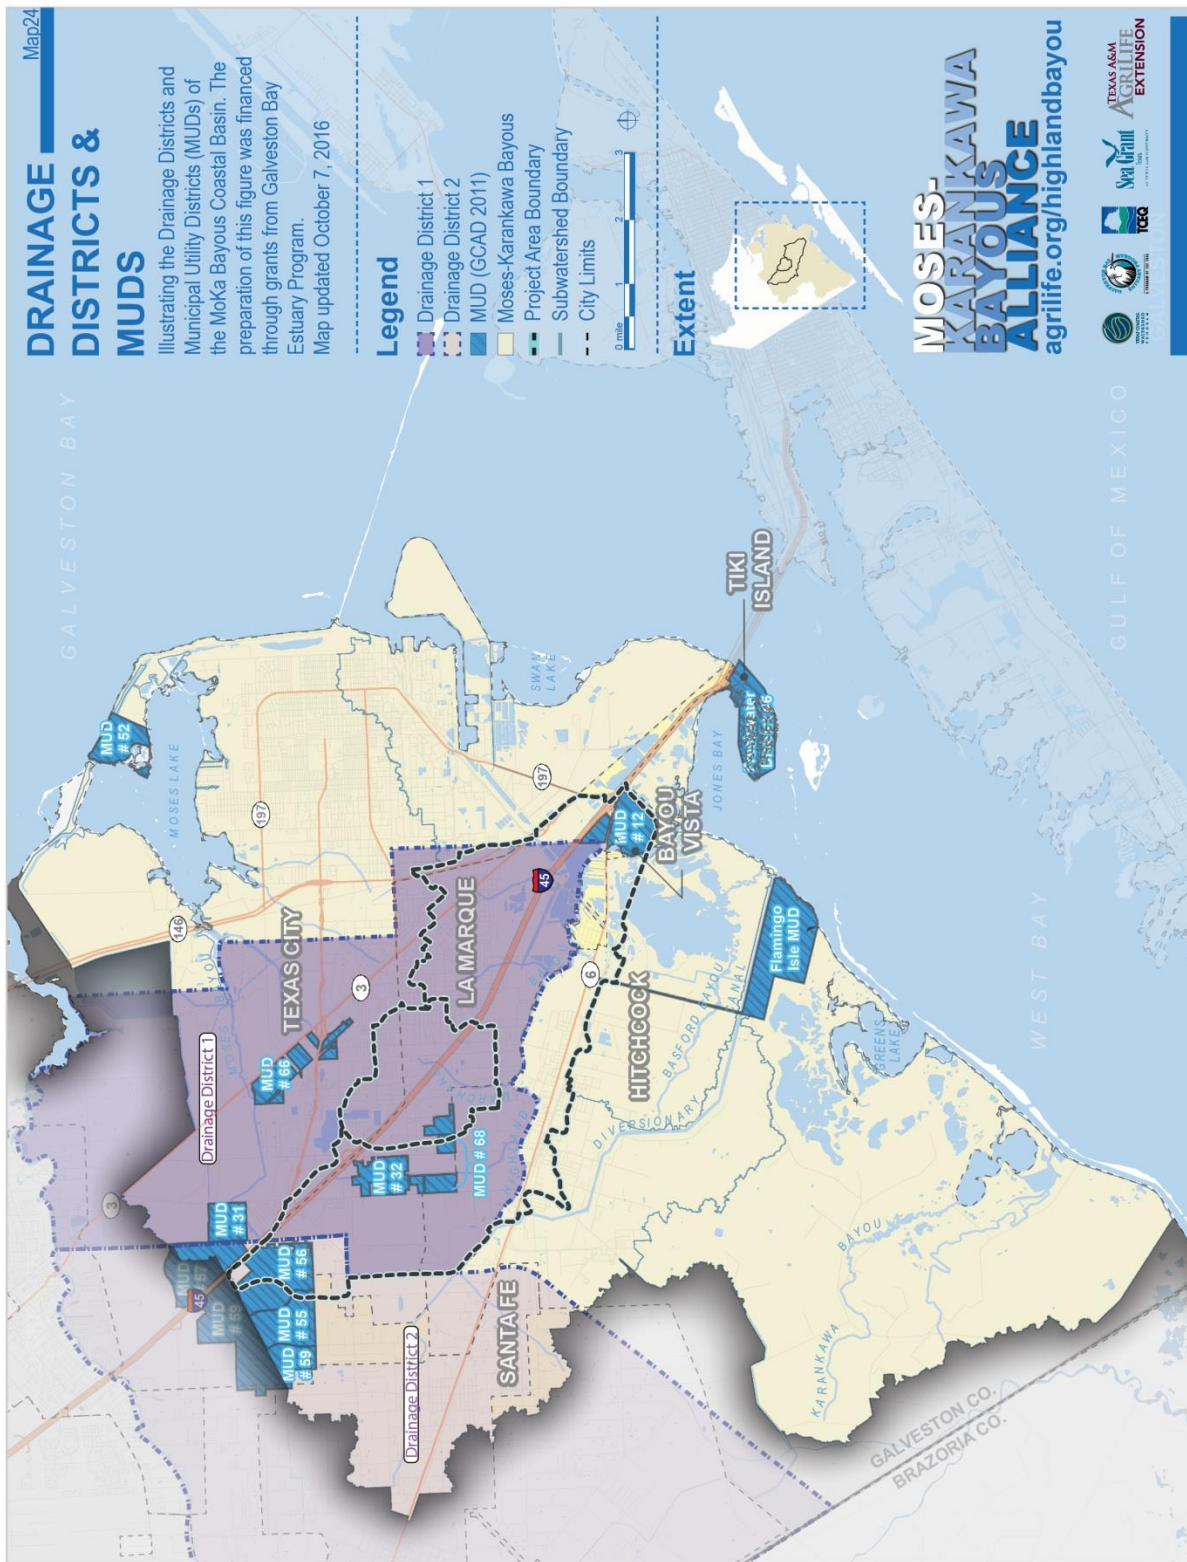 DRAINAGE
DISTRICTS &
MUDS
Map24
Illustrating the Drainage Districts and
Municipal Utility Districts (MUDs) of
the MoKa Bayous Coastal Basin. The
preparation of this figure was financed
through grants from Galveston Bay
Estuary Program.
Map updated October 7, 2016
Legend
Drainage District 1
Drainage District 2
MUD (GCAD 2011)
Moses-Karankawa Bayous
Project Area Boundary
Subwatershed Boundary
City Limits
0 mile
1
2
3
Extent
MOSES-
KARANKAWA
BAYOUS
ALLIANCE
agrilife.org/highlandbayou
TCEQ
Sea Grant
Texas
TEXAS A&M
AGRILIFE
EXTENSION
GALVESTON BAY
MUD
# 52
MOSES LAKE
197
146
TEXAS CITY
3
MOSES BAYOU
Drainage District 1
MUD
# 66
3
MUD
# 31
MUD
# 57
45
MUD
# 59
MUD
# 56
MUD
# 55
MUD
# 59
MUD
# 32
MUD # 68
LA MARQUE
45
197
SWAN
LAKE
MUD
# 12
BAYOU
VISTA
JONES BAY
TIKI
ISLAND
6
HITCHCOCK
HIGHLAND
DIVERSIONARY
CANAL
BASFORD BAYOU
Flamingo
Isle MUD
Drainage District 2
SANTA FE
GREENS
LAKE
KARANKAWA
BAYOU
WEST BAY
GULF OF MEXICO
GALVESTON CO.
BRAZORIA CO.